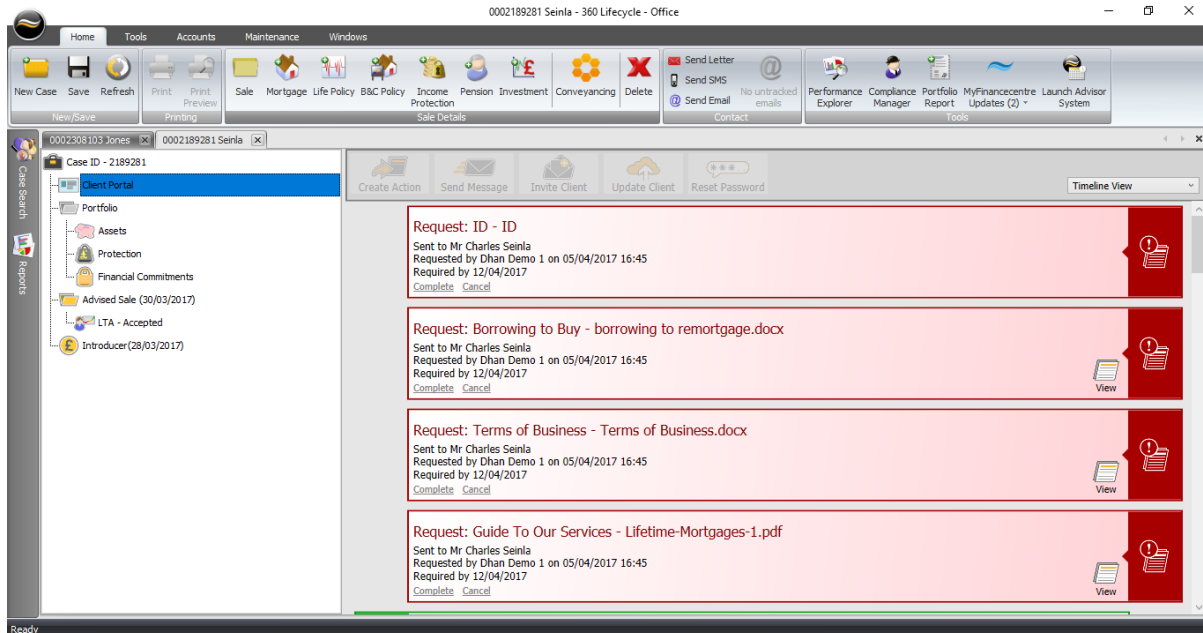 0002189281 Seinla - 360 Lifecycle - Office
Home Tools Accounts Maintenance Windows
New Case Save Refresh
New/Save
Print Print Preview
Printing
Sale Mortgage Life Policy B&C Policy Income Protection Pension Investment Conveyancing Delete
Sale Details
Send Letter
Send SMS
Send Email
No untracked emails
Contact
Performance Explorer Compliance Manager Portfolio Report MyFinancecentre Updates (2) Launch Advisor System
Tools
0002308103 Jones 0002189281 Seinla
Case Search
Reports
Case ID - 2189281
Client Portal
Portfolio
Assets
Protection
Financial Commitments
Advised Sale (30/03/2017)
LTA - Accepted
Introducer(28/03/2017)
Create Action Send Message Invite Client Update Client Reset Password
Timeline View
Request: ID - ID
Sent to Mr Charles Seinla
Requested by Dhan Demo 1 on 05/04/2017 16:45
Required by 12/04/2017
Complete Cancel
Request: Borrowing to Buy - borrowing to remortgage.docx
Sent to Mr Charles Seinla
Requested by Dhan Demo 1 on 05/04/2017 16:45
Required by 12/04/2017
Complete Cancel
View
Request: Terms of Business - Terms of Business.docx
Sent to Mr Charles Seinla
Requested by Dhan Demo 1 on 05/04/2017 16:45
Required by 12/04/2017
Complete Cancel
View
Request: Guide To Our Services - Lifetime-Mortgages-1.pdf
Sent to Mr Charles Seinla
Requested by Dhan Demo 1 on 05/04/2017 16:45
Required by 12/04/2017
Complete Cancel
View
Ready